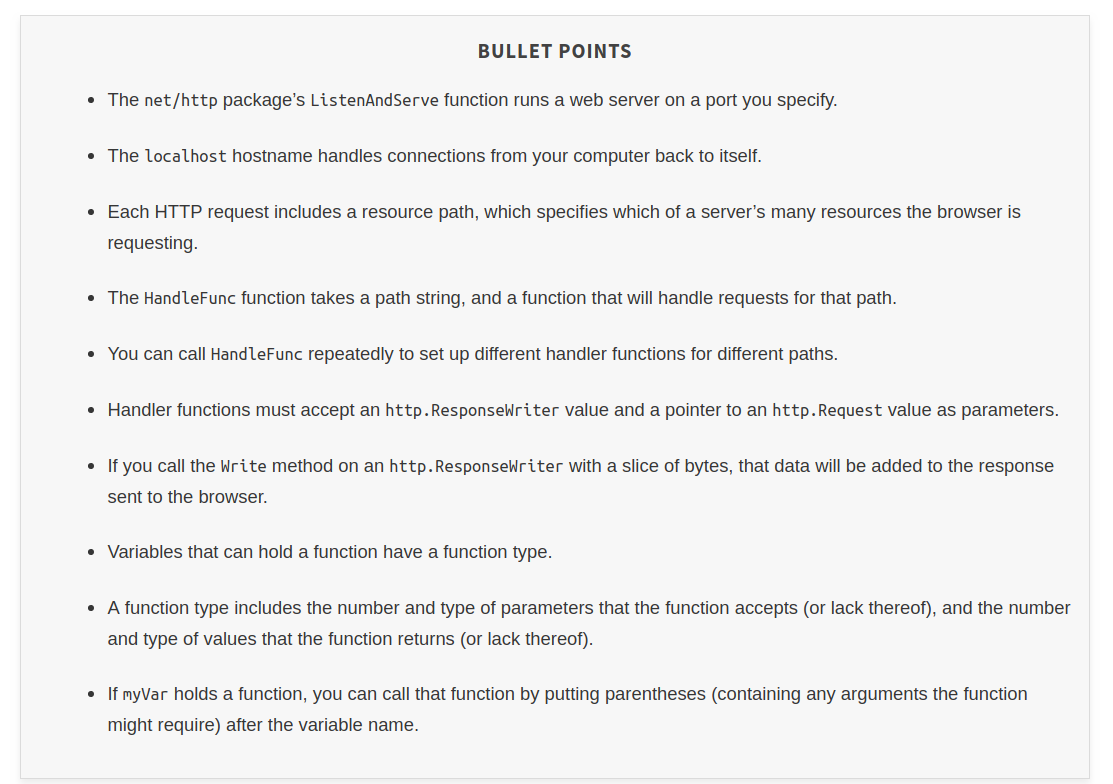 BULLET POINTS
• The net/http package’s ListenAndServe function runs a web server on a port you specify.
• The localhost hostname handles connections from your computer back to itself.
• Each HTTP request includes a resource path, which specifies which of a server’s many resources the browser is
requesting.
• The HandleFunc function takes a path string, and a function that will handle requests for that path.
• You can call HandleFunc repeatedly to set up different handler functions for different paths.
• Handler functions must accept an http.ResponseWriter value and a pointer to an http.Request value as parameters.
• If you call the Write method on an http.ResponseWriter with a slice of bytes, that data will be added to the response
sent to the browser.
• Variables that can hold a function have a function type.
• A function type includes the number and type of parameters that the function accepts (or lack thereof), and the number
and type of values that the function returns (or lack thereof).
• If myVar holds a function, you can call that function by putting parentheses (containing any arguments the function
might require) after the variable name.